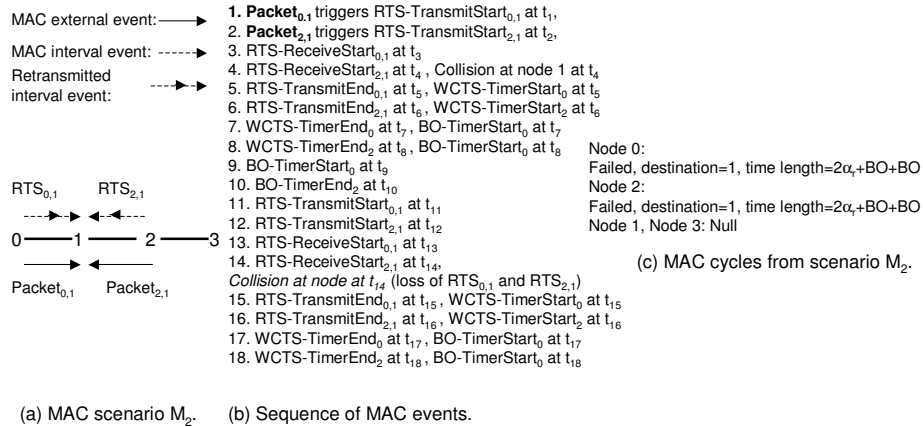 MAC external event:
MAC interval event:
Retransmitted
interval event:
RTS0,1 RTS2,1
0 1 2 3
Packet0,1 Packet2,1
(a) MAC scenario M2.
1. Packet0.1 triggers RTS-TransmitStart0,1 at t1,
2. Packet2,1 triggers RTS-TransmitStart2,1 at t2,
3. RTS-ReceiveStart0,1 at t3
4. RTS-ReceiveStart2,1 at t4 , Collision at node 1 at t4
5. RTS-TransmitEnd0,1 at t5 , WCTS-TimerStart0 at t5
6. RTS-TransmitEnd2,1 at t6 , WCTS-TimerStart2 at t6
7. WCTS-TimerEnd0 at t7 , BO-TimerStart0 at t7
8. WCTS-TimerEnd2 at t8 , BO-TimerStart0 at t8
9. BO-TimerStart0 at t9
10. BO-TimerEnd2 at t10
11. RTS-TransmitStart0,1 at t11
12. RTS-TransmitStart2,1 at t12
13. RTS-ReceiveStart0,1 at t13
14. RTS-ReceiveStart2,1 at t14,
Collision at node at t14 (loss of RTS0,1 and RTS2,1)
15. RTS-TransmitEnd0,1 at t15 , WCTS-TimerStart0 at t15
16. RTS-TransmitEnd2,1 at t16 , WCTS-TimerStart2 at t16
17. WCTS-TimerEnd0 at t17 , BO-TimerStart0 at t17
18. WCTS-TimerEnd2 at t18 , BO-TimerStart0 at t18
(b) Sequence of MAC events.
Node 0:
Failed, destination=1, time length=2αr+BO+BO
Node 2:
Failed, destination=1, time length=2αr+BO+BO
Node 1, Node 3: Null
(c) MAC cycles from scenario M2.